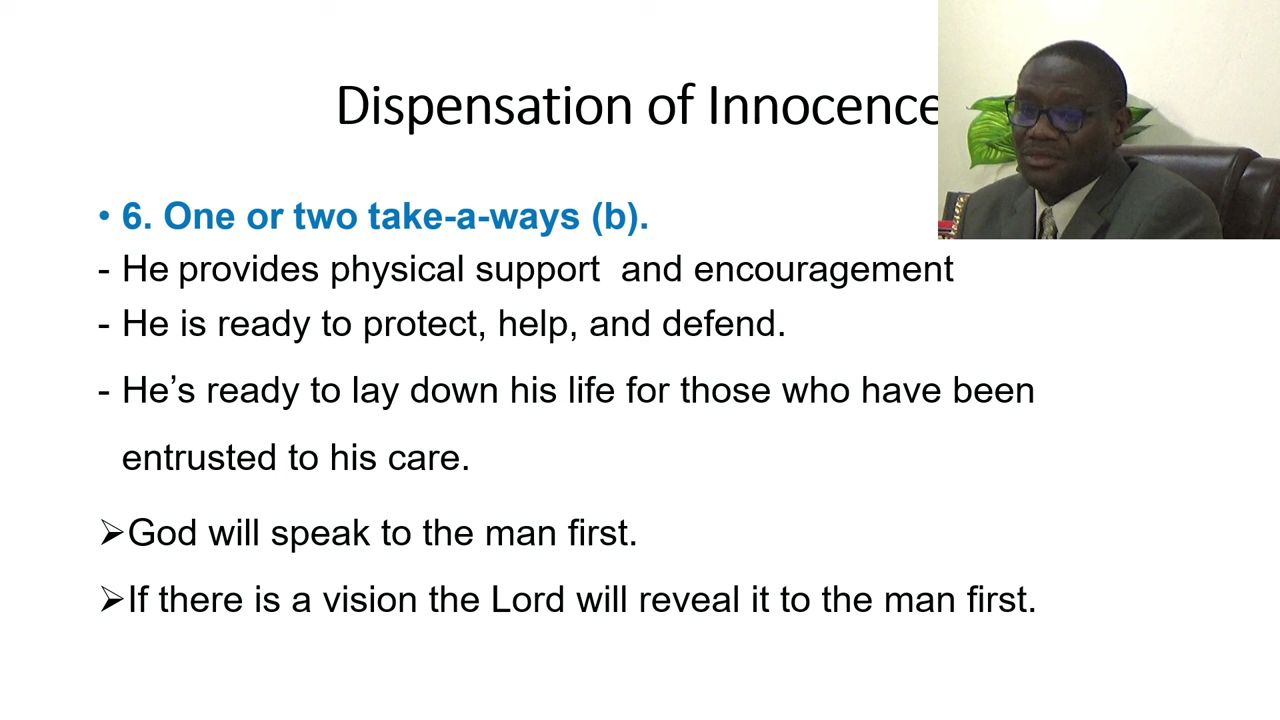 Dispensation of Innocence
• 6. One or two take-a-ways (b).
- He provides physical support  and encouragement
- He is ready to protect, help, and defend.
- He’s ready to lay down his life for those who have been
entrusted to his care.
➢God will speak to the man first.
➢If there is a vision the Lord will reveal it to the man first.